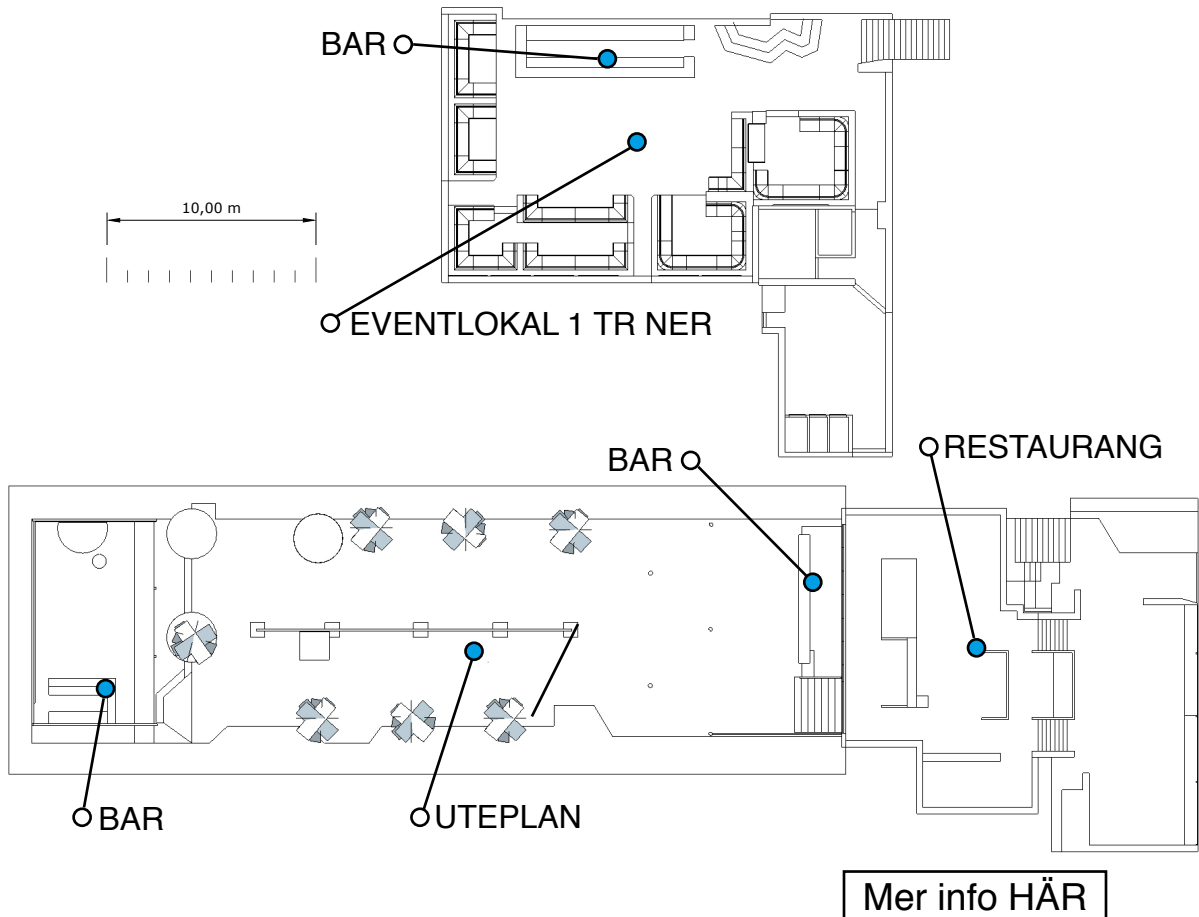 BAR
10,00 m
EVENTLOKAL 1 TR NER
BAR
RESTAURANG
BAR
UTEPLAN
Mer info HÄR